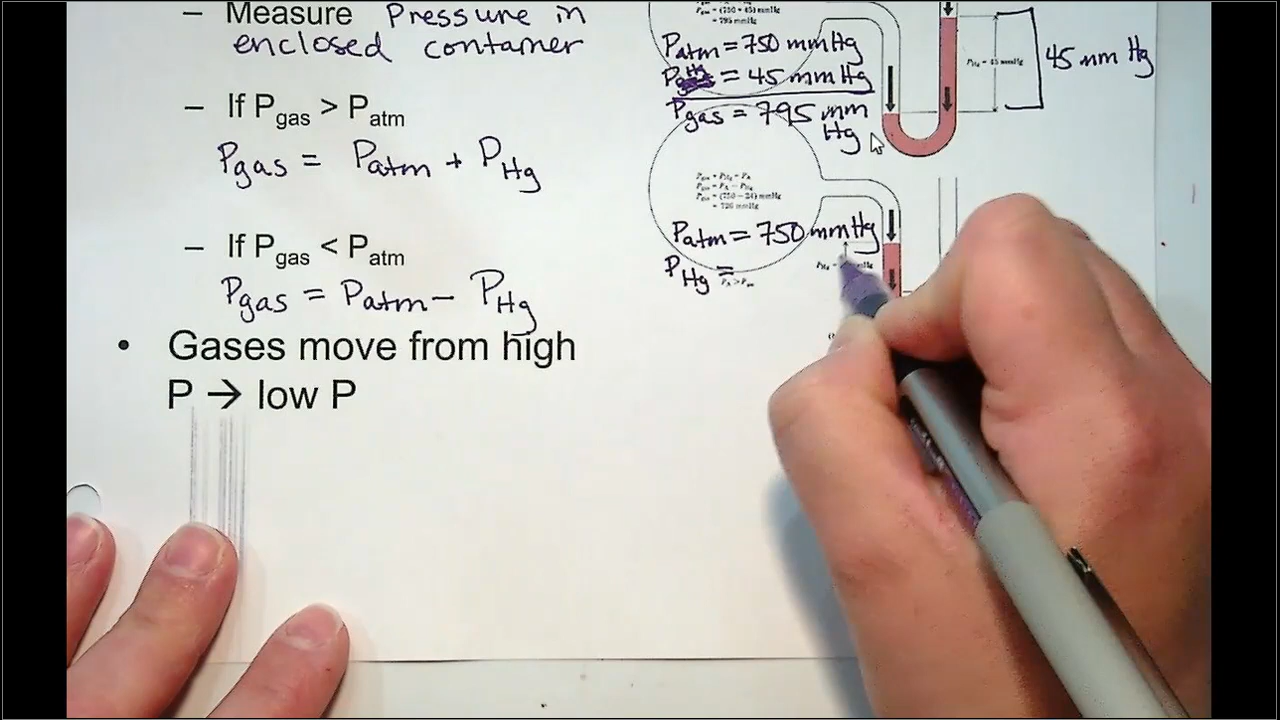 – Measure Pressure in
enclosed container
– If Pgas > Patm
Pgas = Patm + PHg
– If Pgas < Patm
Pgas = Patm – PHg
• Gases move from high
P → low P
= 795 mmHg
Patm = 750 mmHg
PHg = 45 mm Hg
Pgas = 795 mm
Hg
45 mm Hg
Patm = 750 mmHg
PHg =